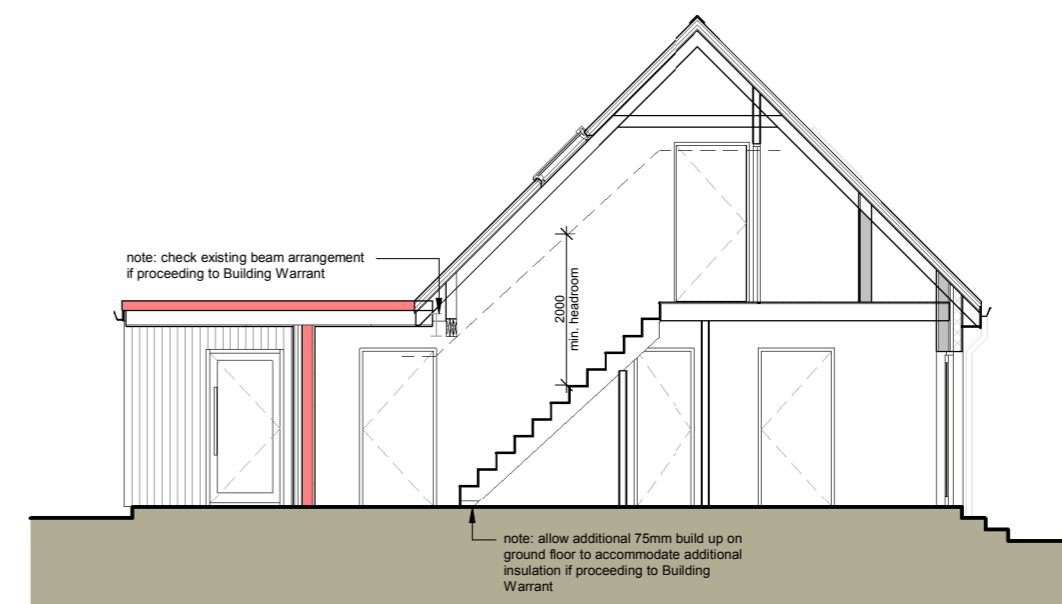 note: check existing beam arrangement
if proceeding to Building Warrant
2000
min. headroom
note: allow additional 75mm build up on
ground floor to accommodate additional
insulation if proceeding to Building
Warrant